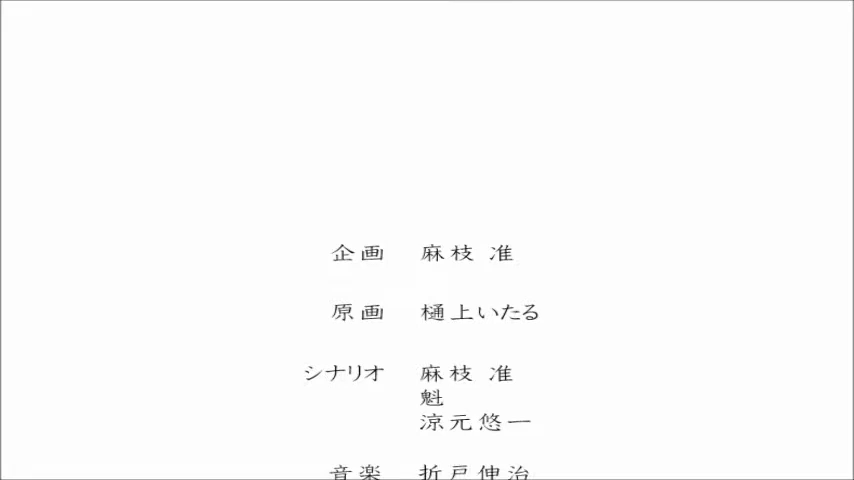 企画 麻枝 准
原画 樋上いたる
シナリオ 麻枝 准
魁
涼元悠一
音楽 折戸伸治